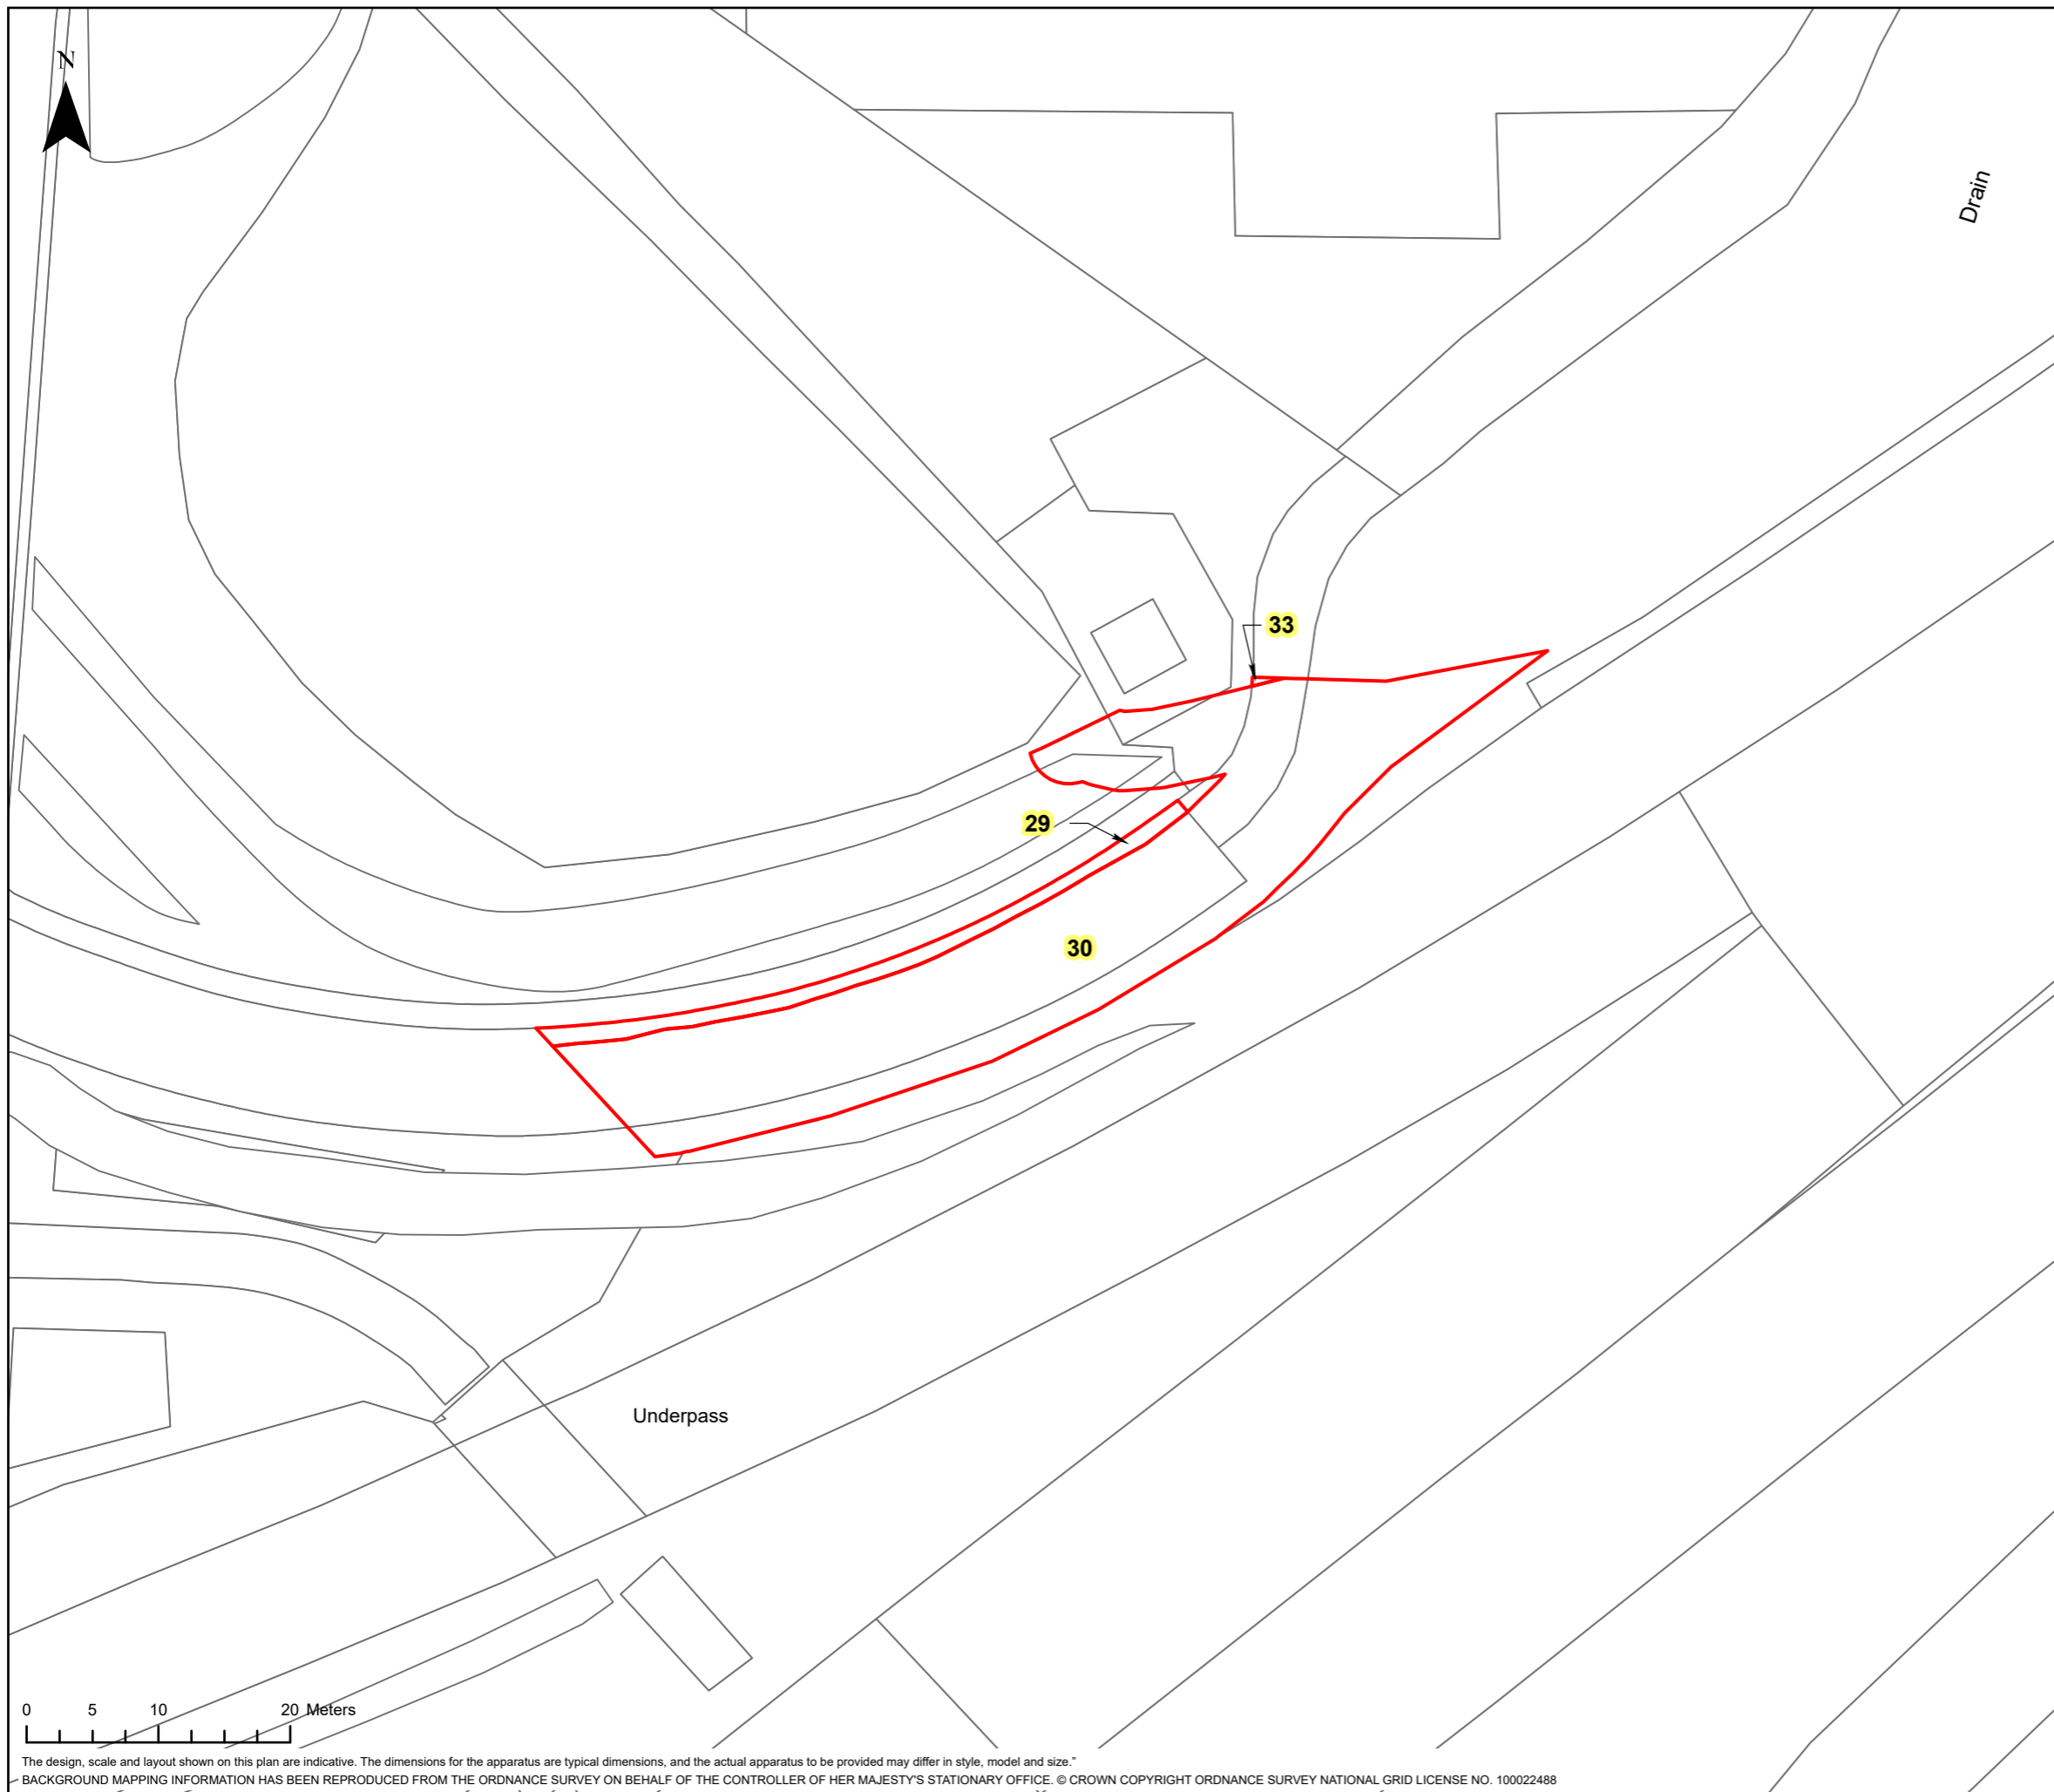 N
Drain
33
29
30
Underpass
0 5 10 20 Meters
The design, scale and layout shown on this plan are indicative. The dimensions for the apparatus are typical dimensions, and the actual apparatus to be provided may differ in style, model and size."
BACKGROUND MAPPING INFORMATION HAS BEEN REPRODUCED FROM THE ORDNANCE SURVEY ON BEHALF OF THE CONTROLLER OF HER MAJESTY'S STATIONARY OFFICE. © CROWN COPYRIGHT ORDNANCE SURVEY NATIONAL GRID LICENSE NO. 100022488